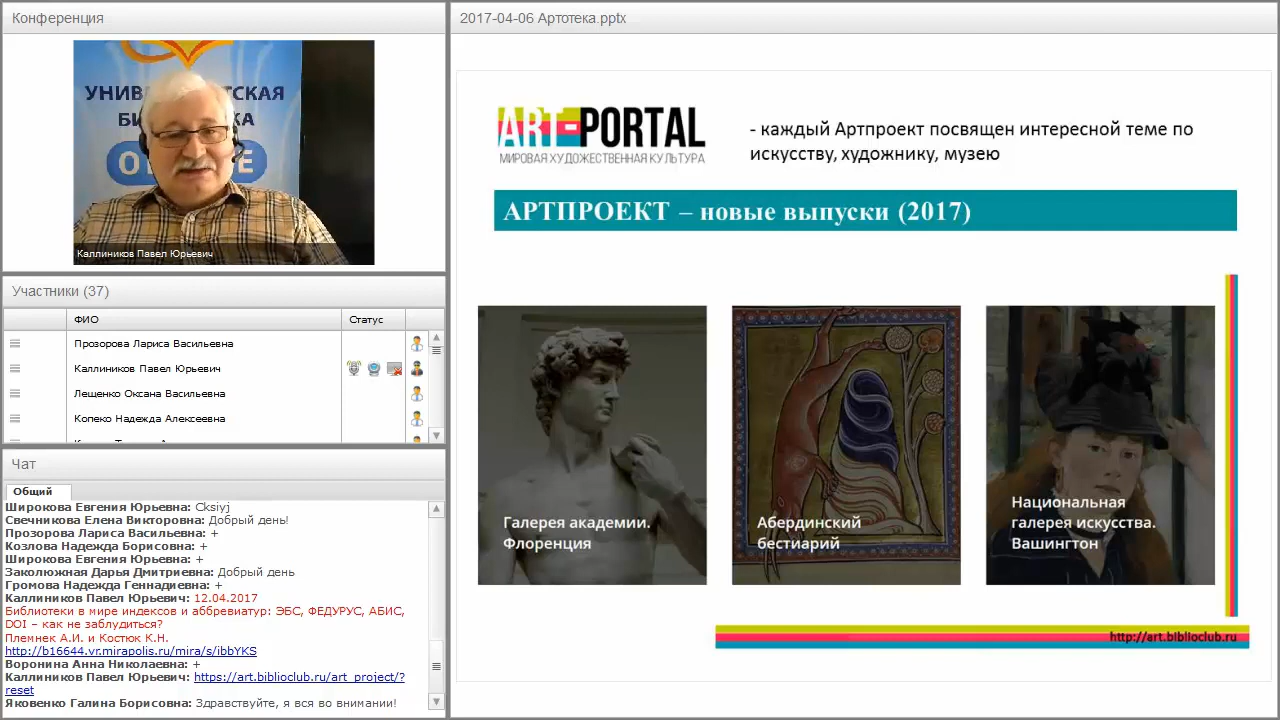 Конференция
УНИВ РСИТЕТСКАЯ
БИ КА
О Е
Каллиников Павел Юрьевич
Участники (37)
ФИО
Статус
Прозорова Лариса Васильевна
Каллиников Павел Юрьевич
Лещенко Оксана Васильевна
Копеко Надежда Алексеевна
Чат
Общий
Широкова Евгения Юрьевна: Cksiyj
Свечникова Елена Викторовна: Добрый день!
Прозорова Лариса Васильевна: +
Козлова Надежда Борисовна: +
Широкова Евгения Юрьевна: +
Заколюжная Дарья Дмитриевна: Добрый день
Громова Надежда Геннадиевна: +
Каллиников Павел Юрьевич: 12.04.2017
Библиотеки в мире индексов и аббревиатур: ЭБС, ФЕДУРУС, АБИС,
DOI – как не заблудиться?
Племнек А.И. и Костюк К.Н.
http://b16644.vr.mirapolis.ru/mira/s/ibbYKS
Воронина Анна Николаевна: +
Каллиников Павел Юрьевич: https://art.biblioclub.ru/art_project/?
reset
Яковенко Галина Борисовна: Здравствуйте, я вся во внимании!
2017-04-06 Артотека.pptx
ART-PORTAL
МИРОВАЯ ХУДОЖЕСТВЕННАЯ КУЛЬТУРА
- каждый Артпроект посвящен интересной теме по
искусству, художнику, музею
АРТПРОЕКТ – новые выпуски (2017)
Галерея академии.
Флоренция
Абердинский
бестиарий
Национальная
галерея искусства.
Вашингтон
http://art.biblioclub.ru